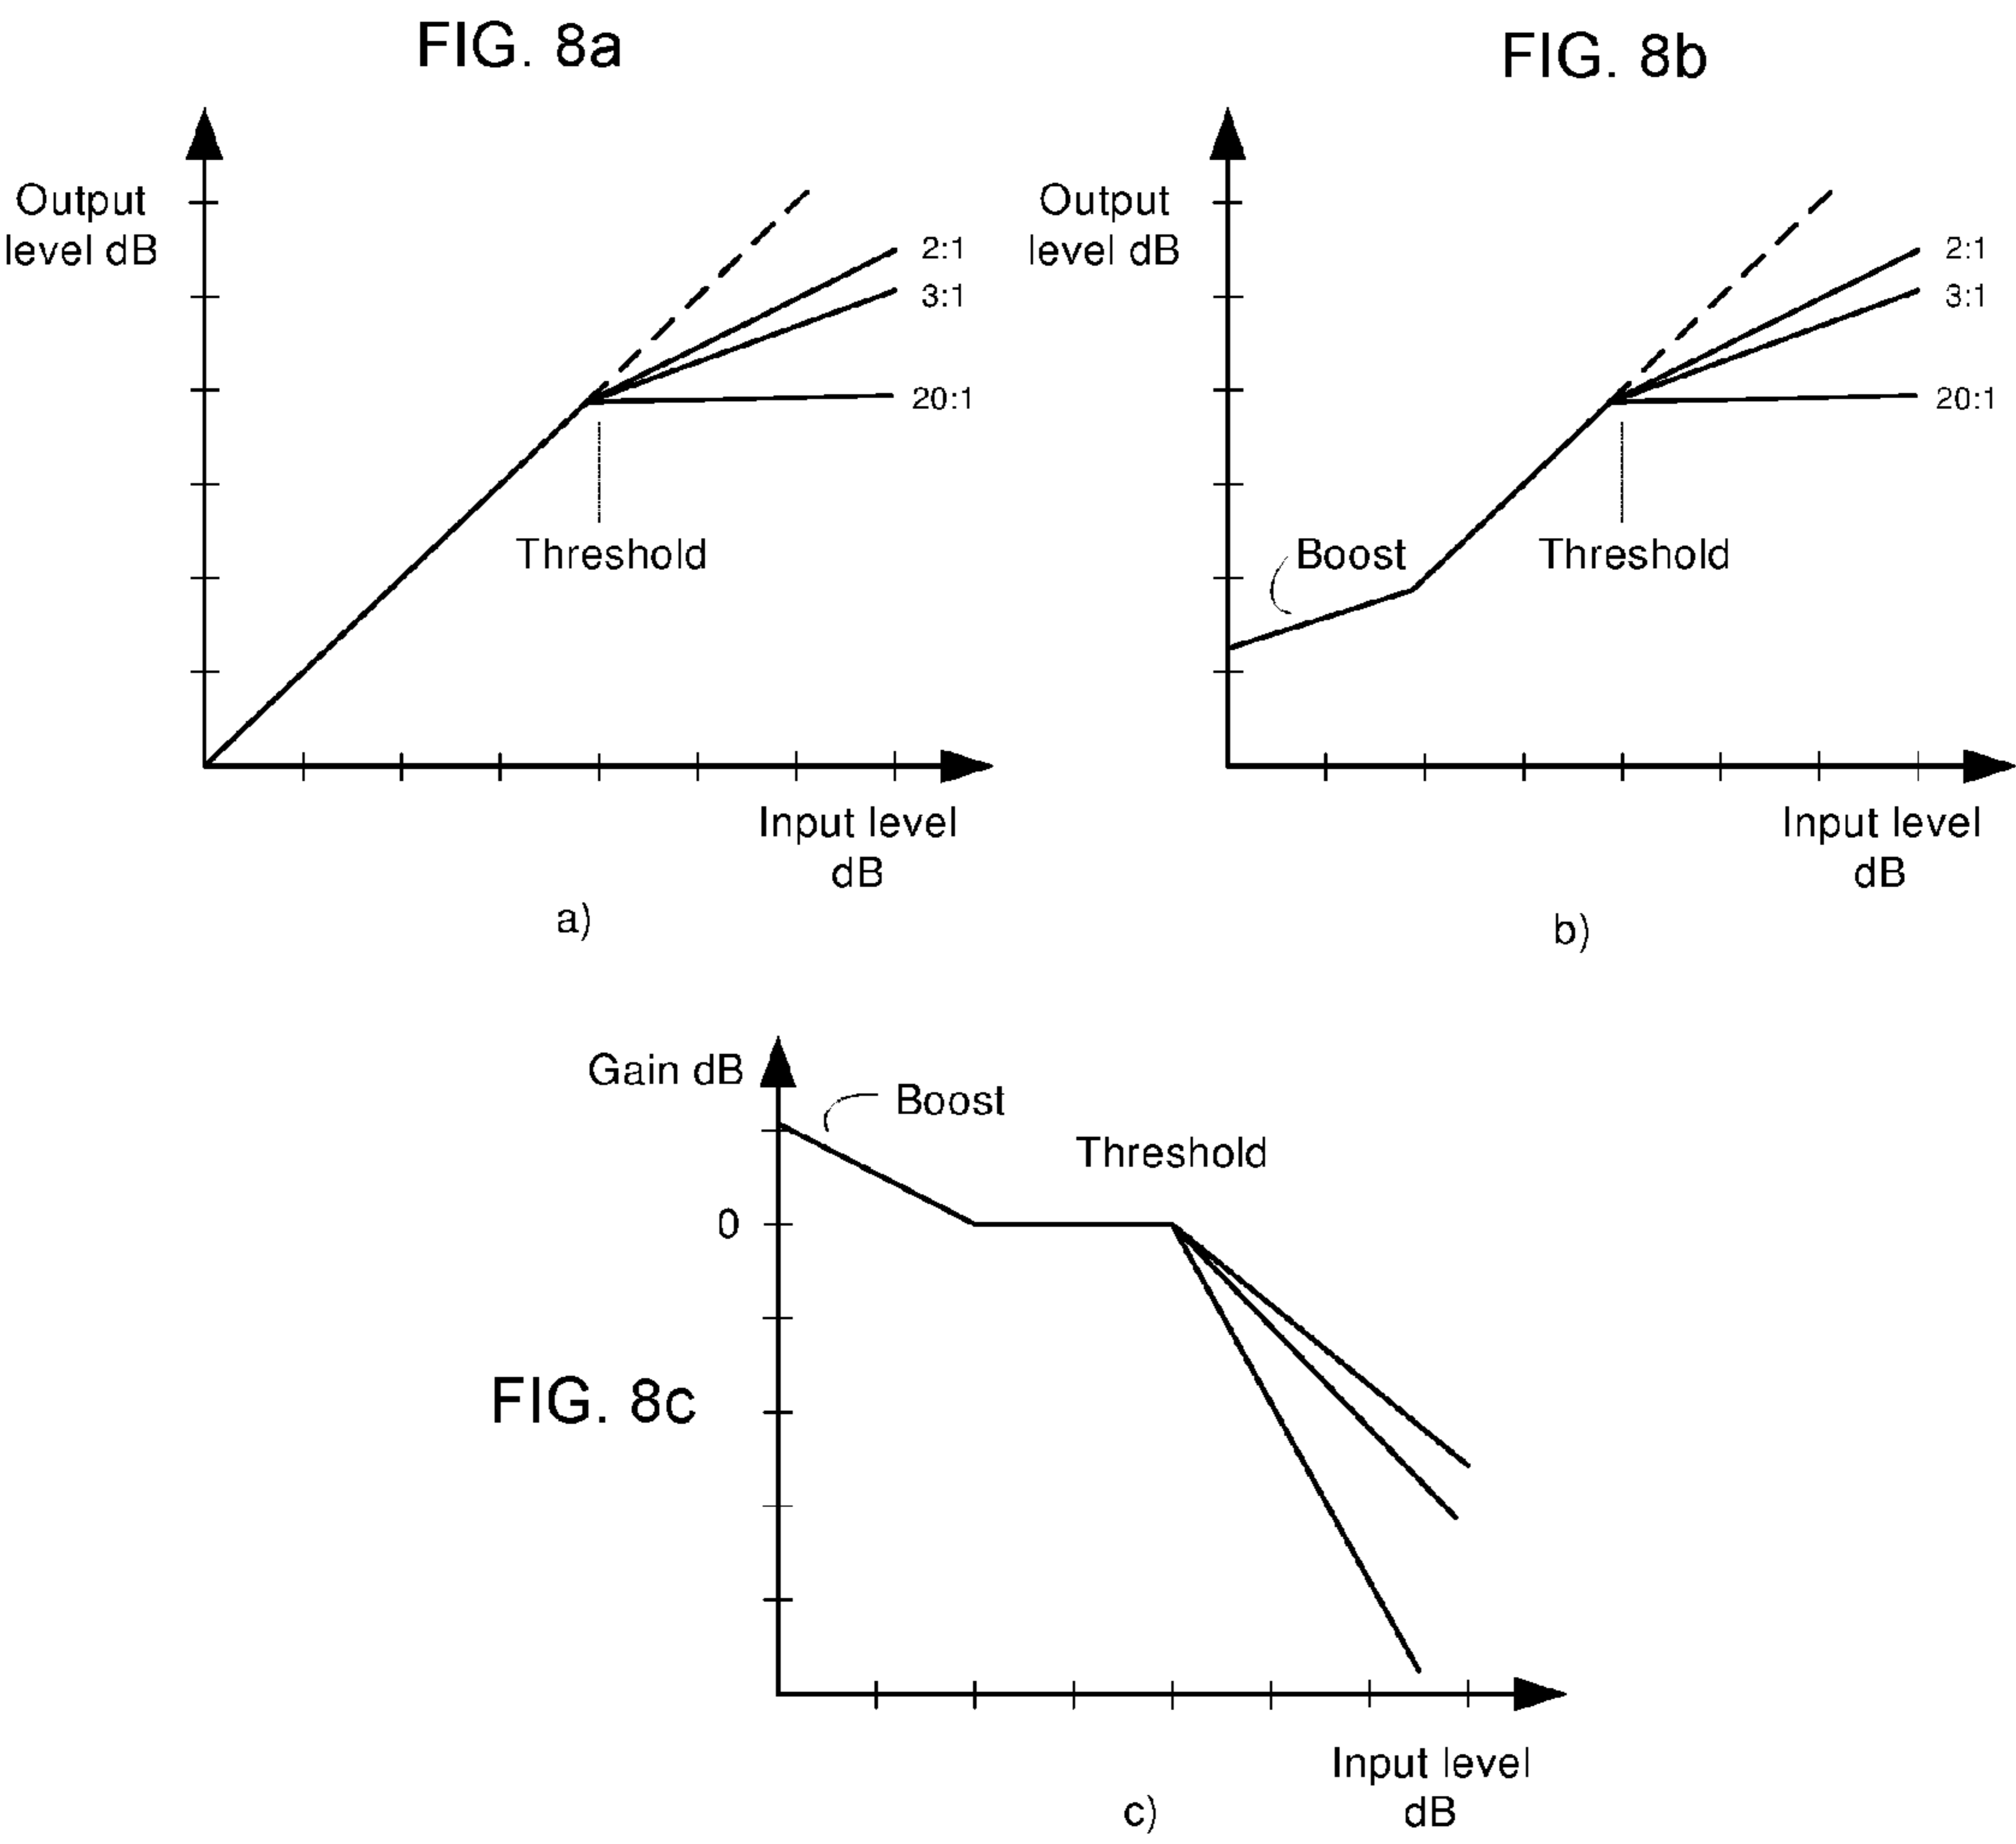 FIG. 8a
Output
level dB
2:1
3:1
20:1
Threshold
Input level
dB
a)
FIG. 8b
Output
level dB
2:1
3:1
20:1
Boost
Threshold
Input level
dB
b)
Gain dB
Boost
Threshold
0
FIG. 8c
Input level
dB
c)